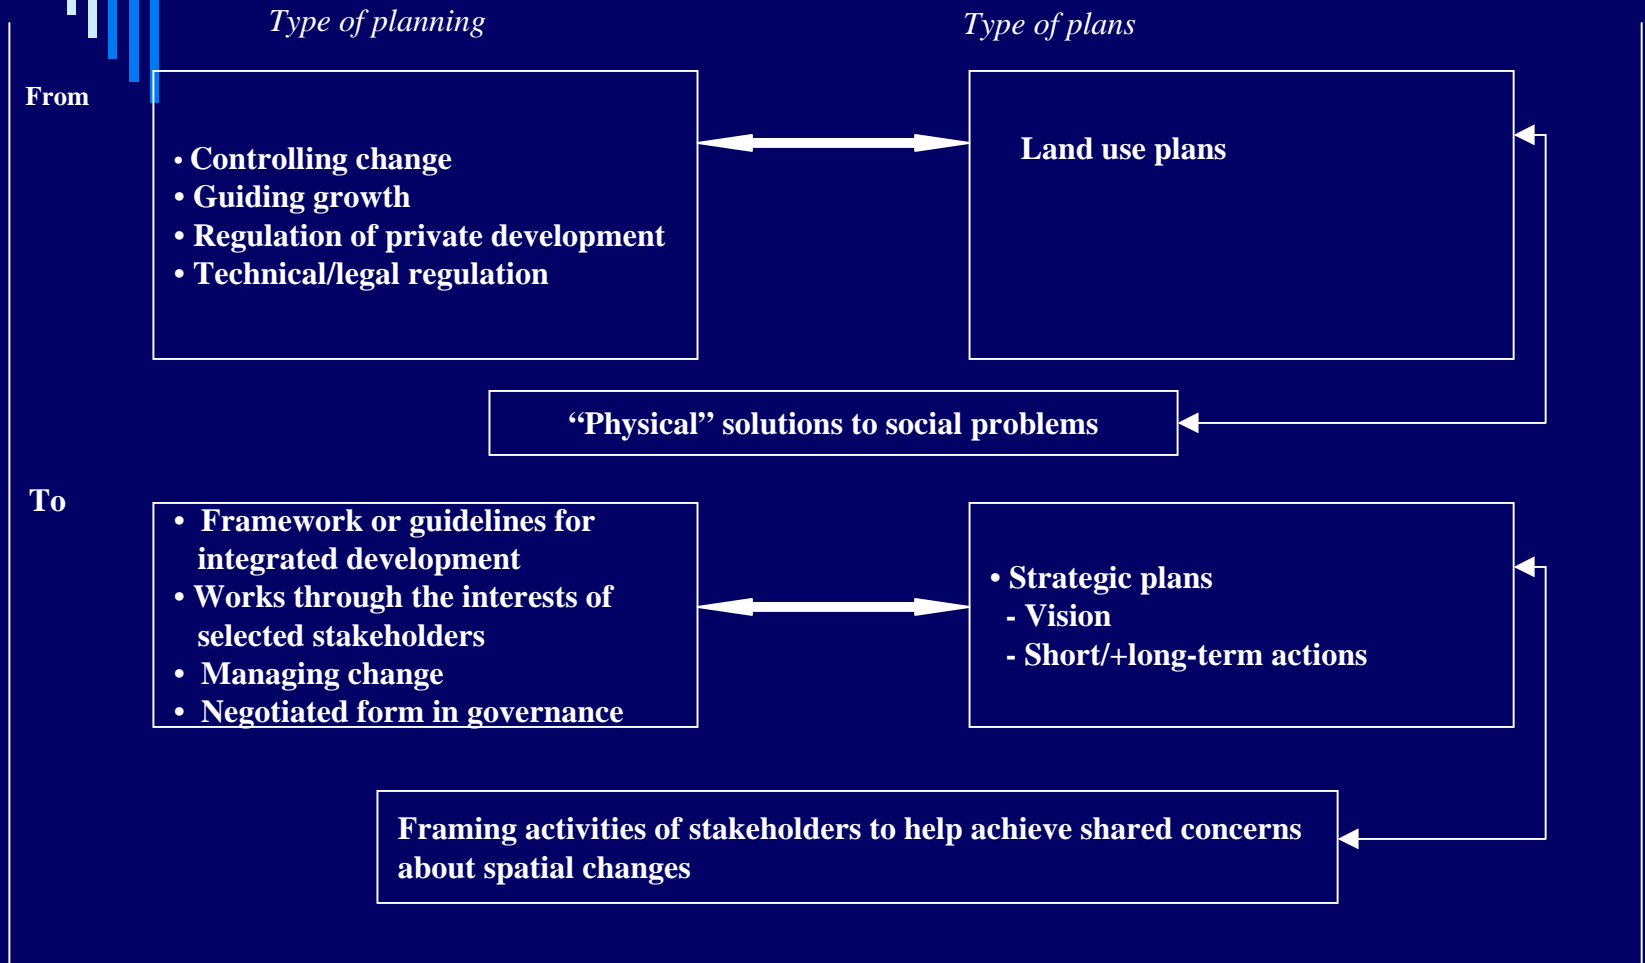 Type of planning
Type of plans
From
• Controlling change
• Guiding growth
• Regulation of private development
• Technical/legal regulation
Land use plans
“Physical” solutions to social problems
To
• Framework or guidelines for
integrated development
• Works through the interests of
selected stakeholders
• Managing change
• Negotiated form in governance
• Strategic plans
- Vision
- Short/+long-term actions
Framing activities of stakeholders to help achieve shared concerns
about spatial changes